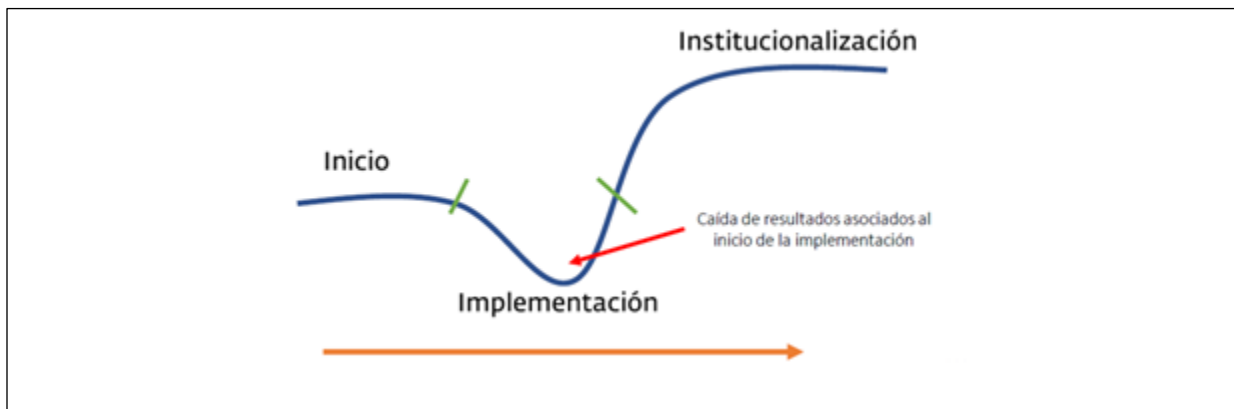 Institucionalización
Inicio
Caída de resultados asociados al
inicio de la implementación
Implementación